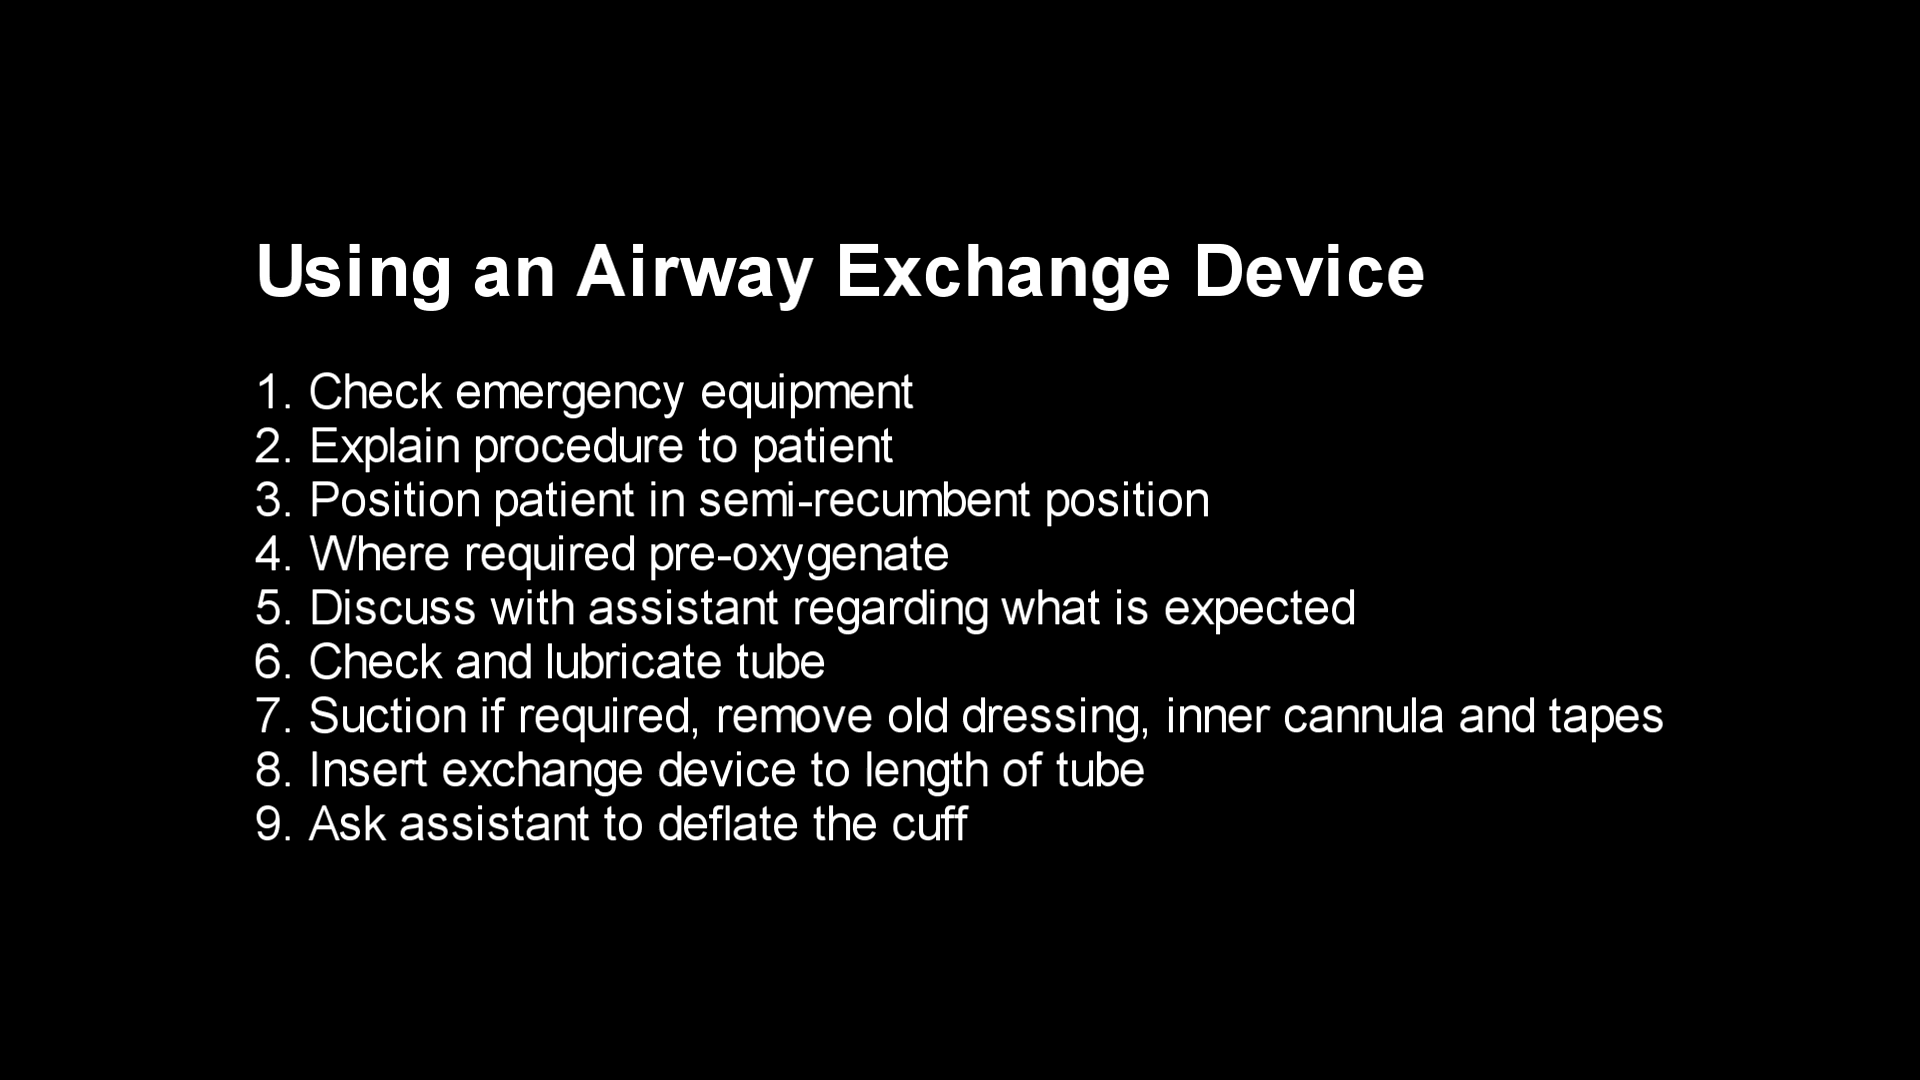 Using an Airway Exchange Device
1. Check emergency equipment
2. Explain procedure to patient
3. Position patient in semi-recumbent position
4. Where required pre-oxygenate
5. Discuss with assistant regarding what is expected
6. Check and lubricate tube
7. Suction if required, remove old dressing, inner cannula and tapes
8. Insert exchange device to length of tube
9. Ask assistant to deflate the cuff